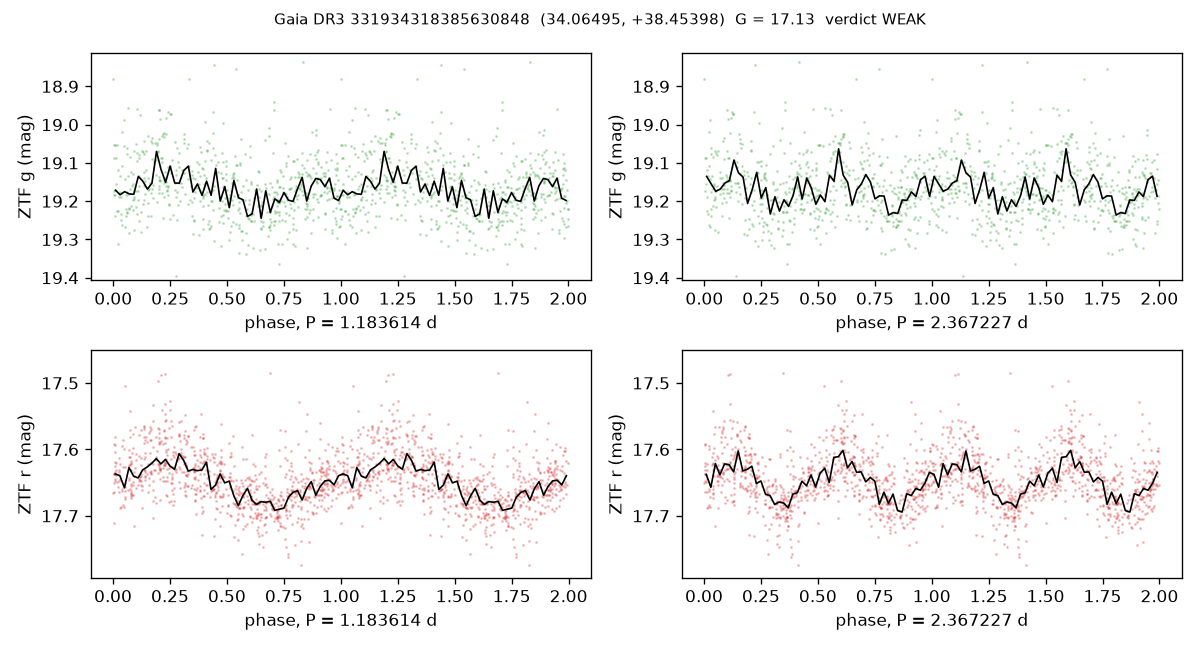 Gaia DR3 331934318385630848  (34.06495, +38.45398)  G = 17.13  verdict WEAK
ZTF g (mag)
18.9
19.0
19.1
19.2
19.3
19.4
0.00 0.25 0.50 0.75 1.00 1.25 1.50 1.75 2.00
phase, P = 1.183614 d
ZTF g (mag)
18.9
19.0
19.1
19.2
19.3
19.4
0.00 0.25 0.50 0.75 1.00 1.25 1.50 1.75 2.00
phase, P = 2.367227 d
ZTF r (mag)
17.5
17.6
17.7
0.00 0.25 0.50 0.75 1.00 1.25 1.50 1.75 2.00
phase, P = 1.183614 d
ZTF r (mag)
17.5
17.6
17.7
0.00 0.25 0.50 0.75 1.00 1.25 1.50 1.75 2.00
phase, P = 2.367227 d